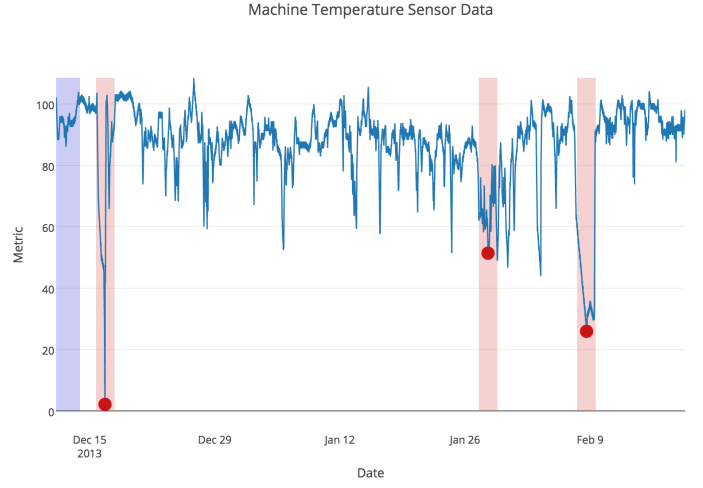 Machine Temperature Sensor Data
100
80
60
40
20
0
Metric
Dec 15
2013
Dec 29
Jan 12
Jan 26
Feb 9
Date